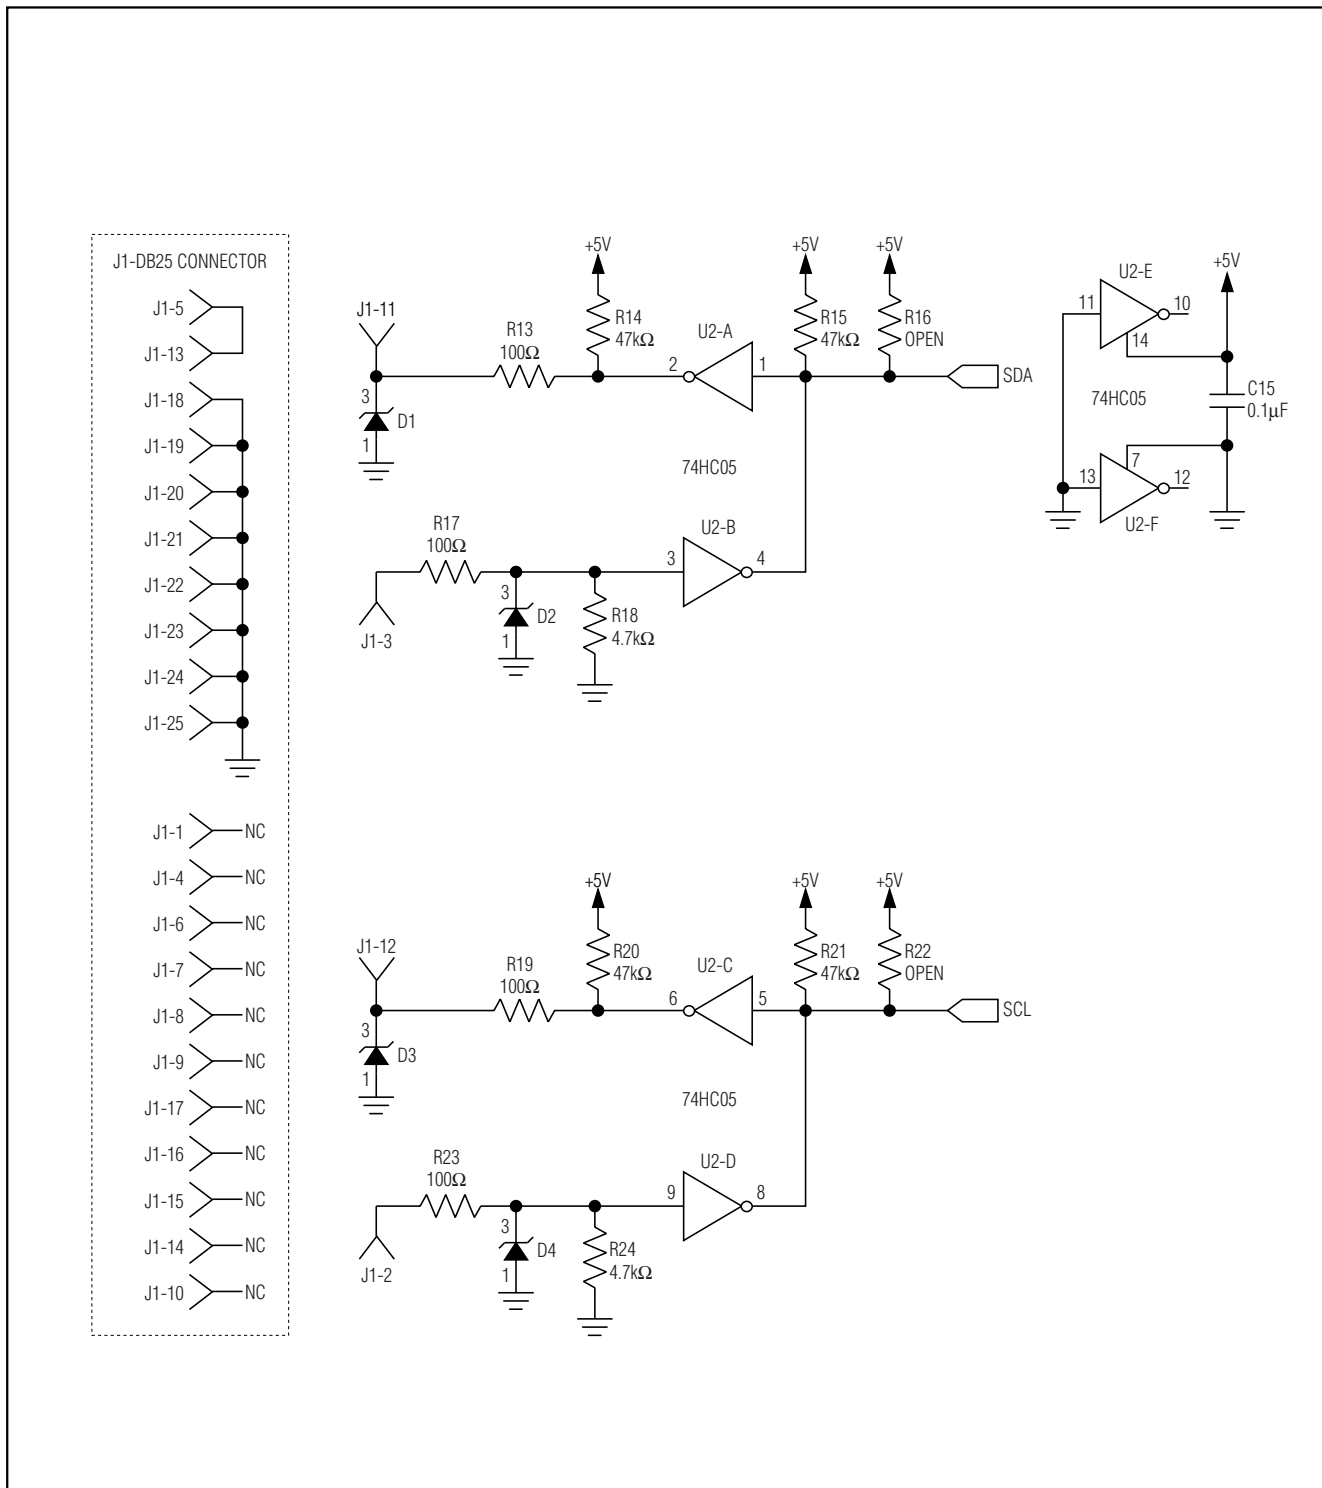 J1-DB25 CONNECTOR
J1-5
J1-13
J1-18
J1-19
J1-20
J1-21
J1-22
J1-23
J1-24
J1-25
J1-1
NC
J1-4
NC
J1-6
NC
J1-7
NC
J1-8
NC
J1-9
NC
J1-17
NC
J1-16
NC
J1-15
NC
J1-14
NC
J1-10
NC
J1-11
3
1
D1
R13
100Ω
+5V
R14
47kΩ
2
U2-A
1
+5V
R15
47kΩ
+5V
R16
OPEN
SDA
74HC05
J1-3
R17
100Ω
3
1
D2
R18
4.7kΩ
3
U2-B
4
U2-E
11
10
14
74HC05
13
7
12
U2-F
+5V
C15
0.1μF
J1-12
3
1
D3
R19
100Ω
+5V
R20
47kΩ
6
U2-C
5
+5V
R21
47kΩ
+5V
R22
OPEN
SCL
74HC05
J1-2
R23
100Ω
3
1
D4
R24
4.7kΩ
9
U2-D
8